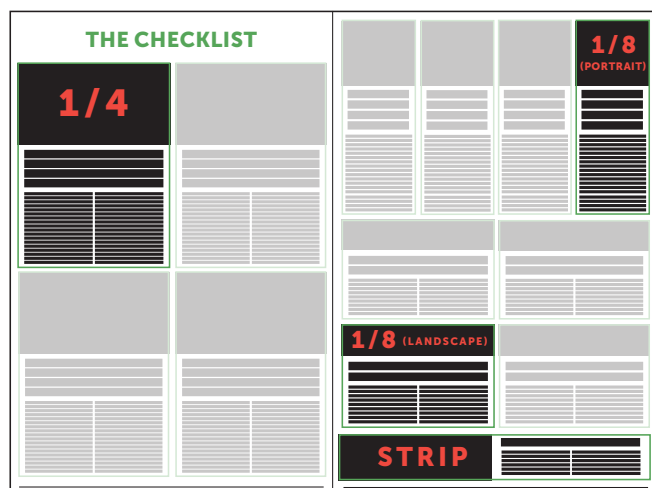 THE CHECKLIST
1/4
1/8
(PORTRAIT)
1/8 (LANDSCAPE)
STRIP